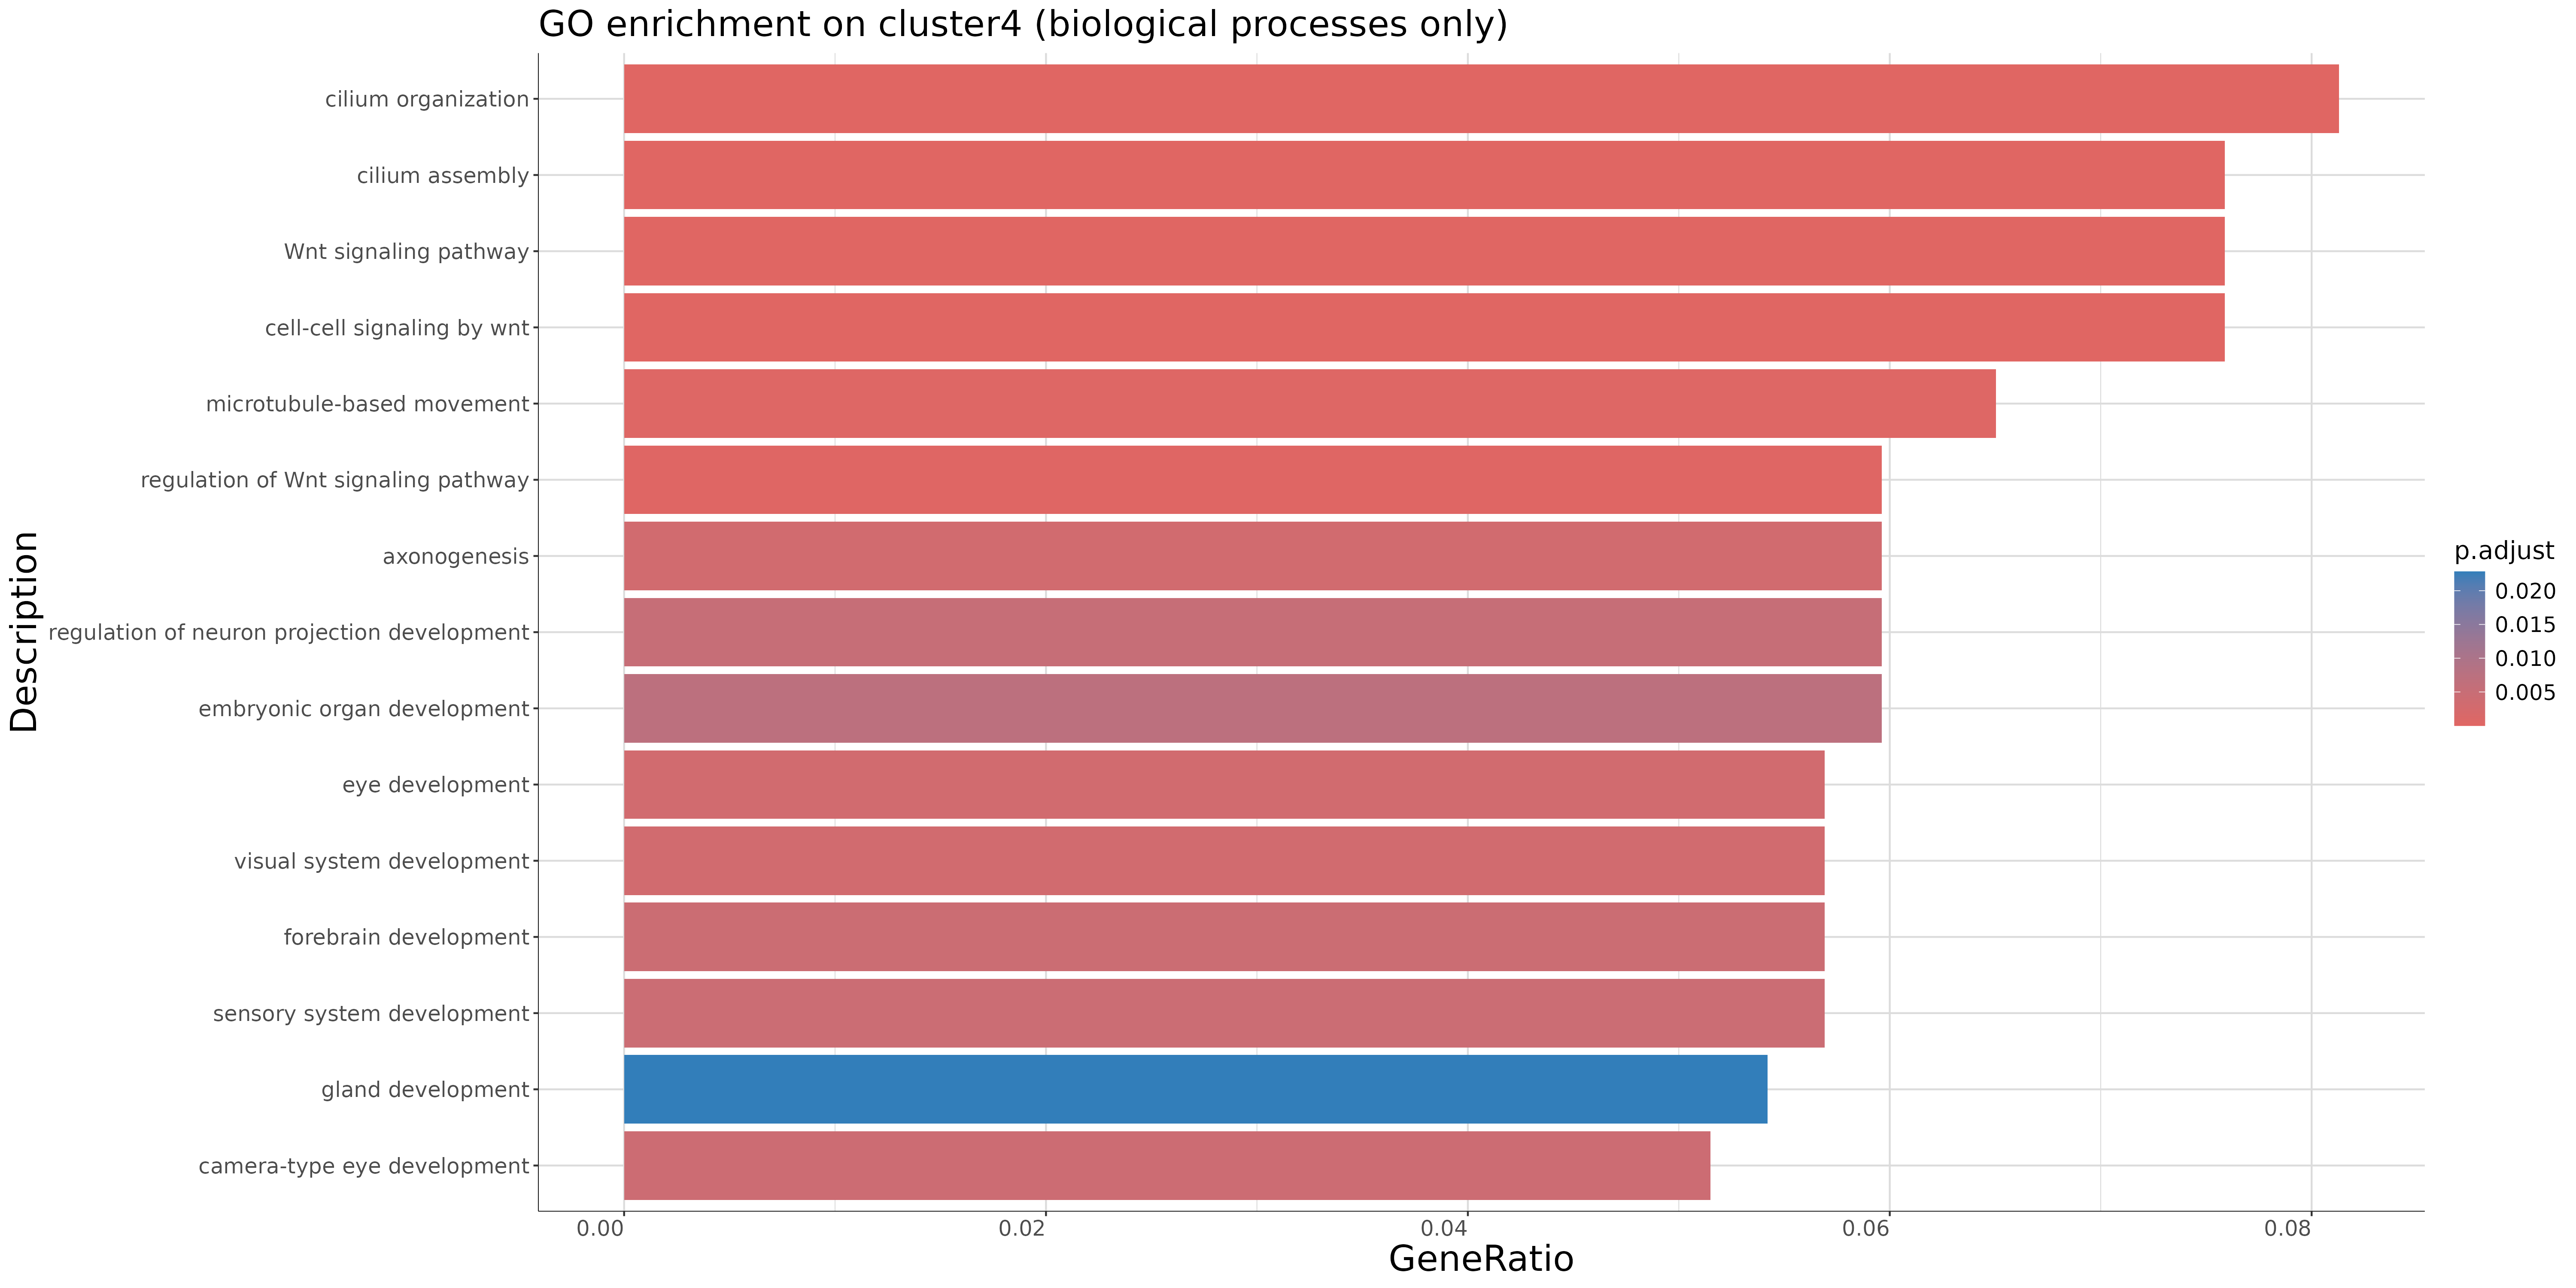 GO enrichment on cluster4 (biological processes only)
Description
cilium organization
cilium assembly
Wnt signaling pathway
cell-cell signaling by wnt
microtubule-based movement
regulation of Wnt signaling pathway
axonogenesis
regulation of neuron projection development
embryonic organ development
eye development
visual system development
forebrain development
sensory system development
gland development
camera-type eye development
0.00 0.02 0.04 0.06 0.08
GeneRatio
p.adjust
0.020
0.015
0.010
0.005